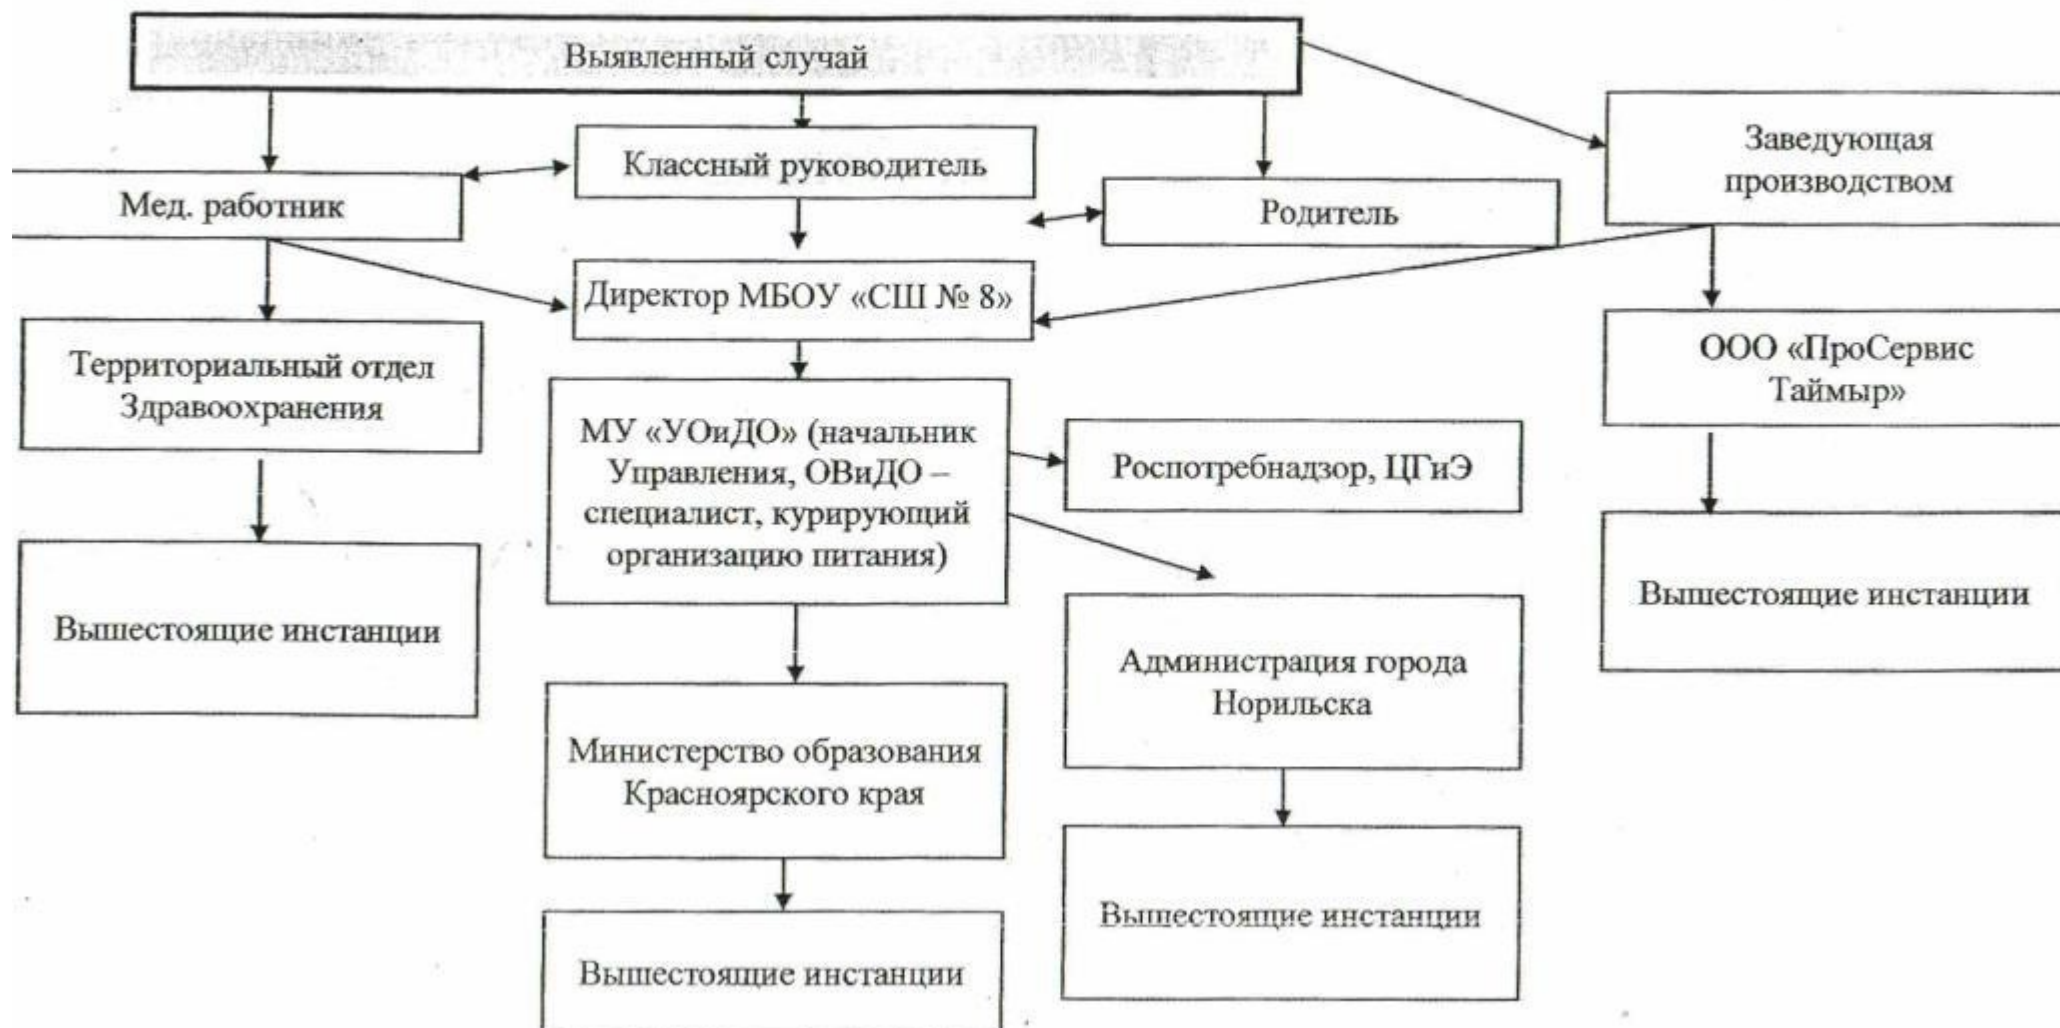 Выявленный случай
Классный руководитель
Заведующая
производством
Мед. работник
Родитель
Директор МБОУ «СШ № 8»
Территориальный отдел
Здравоохранения
ООО «ПроСервис
Таймыр»
МУ «УОиДО» (начальник
Управления, ОВиДО –
специалист, курирующий
организацию питания)
Роспотребнадзор, ЦГиЭ
Вышестоящие инстанции
Вышестоящие инстанции
Администрация города
Норильска
Министерство образования
Красноярского края
Вышестоящие инстанции
Вышестоящие инстанции